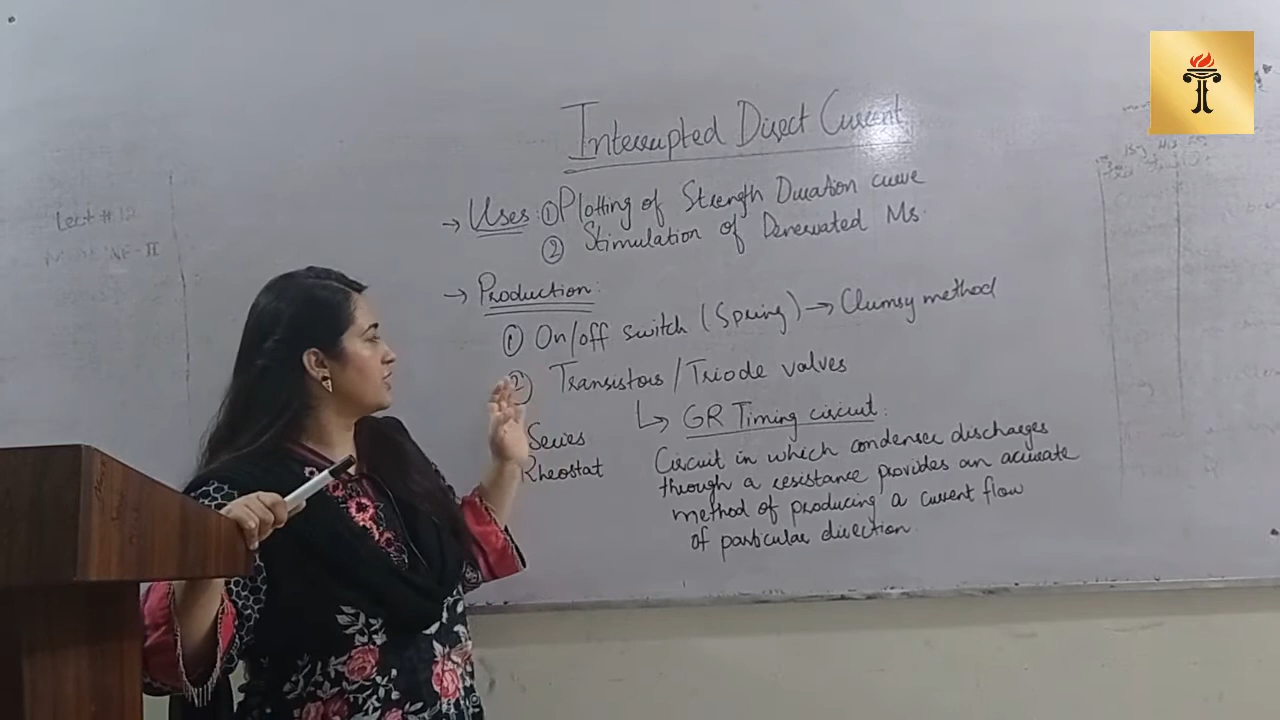 Interrupted Direct Current
→ Uses: ① Plotting of Strength Duration curve
② Stimulation of Denervated Ms.
→ Production:
① On/off switch (Spring) → Clumsy method
② Transistors / Triode valves
↳ GR Timing circuit:
Series
Rheostat
Circuit in which condenser discharges
through a resistance provides an accurate
method of producing a current flow
of particular direction
Lect # 12